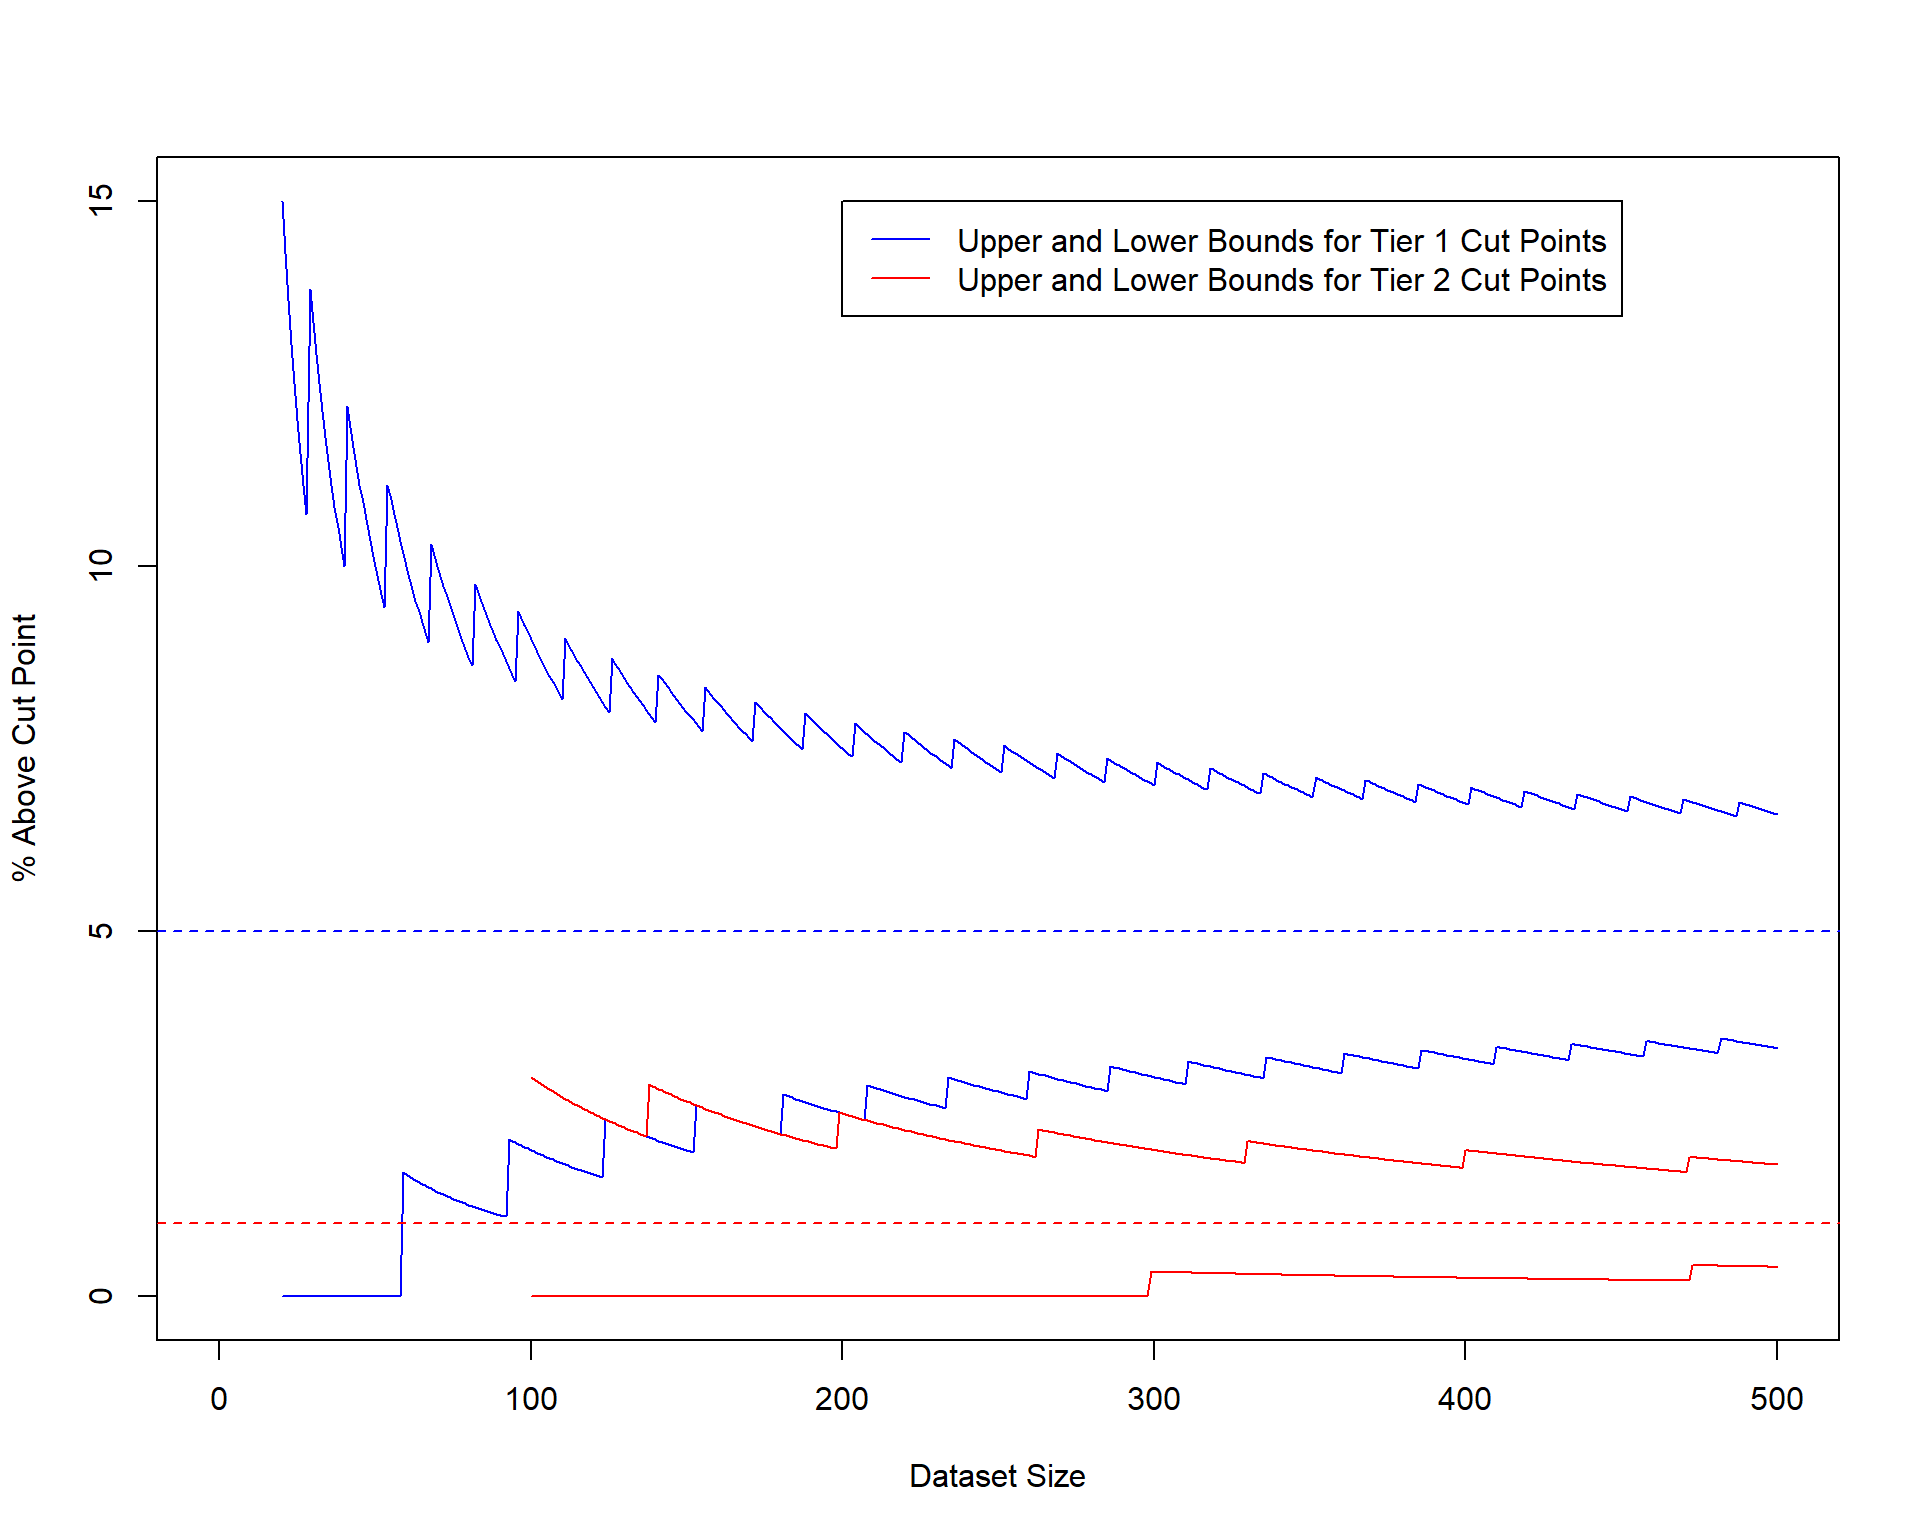 Upper and Lower Bounds for Tier 1 Cut Points
Upper and Lower Bounds for Tier 2 Cut Points
% Above Cut Point
15
10
5
0
0 100 200 300 400 500
Dataset Size